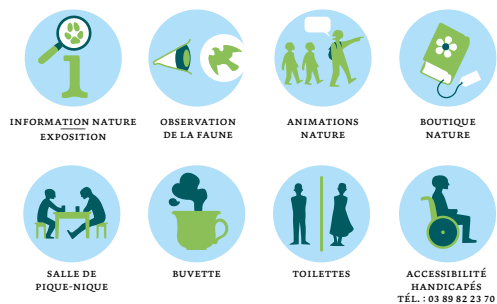 INFORMATION NATURE
EXPOSITION
OBSERVATION
DE LA FAUNE
ANIMATIONS
NATURE
BOUTIQUE
NATURE
SALLE DE
PIQUE-NIQUE
BUVETTE
TOILETTES
ACCESSIBILITÉ
HANDICAPÉS
TÉL. : 03 89 82 23 70